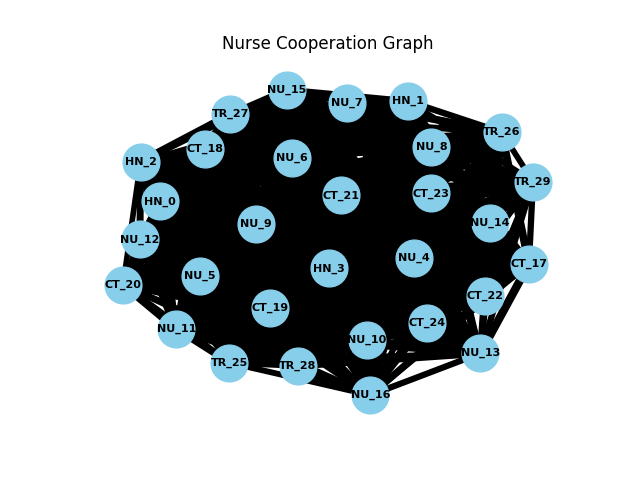 Nurse Cooperation Graph
NU_15
NU_7
HN_1
TR_27
TR_26
CT_18
NU_8
NU_6
HN_2
TR_29
CT_21
CT_23
HN_0
NU_9
NU_14
NU_12
NU_4
CT_17
HN_3
NU_5
CT_20
CT_22
CT_19
CT_24
NU_11
NU_10
NU_13
TR_25
TR_28
NU_16